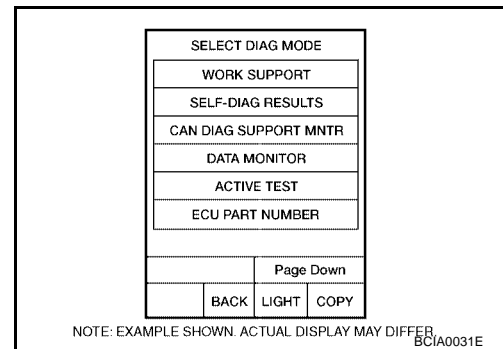 SELECT DIAG MODE
WORK SUPPORT
SELF-DIAG RESULTS
CAN DIAG SUPPORT MNTR
DATA MONITOR
ACTIVE TEST
ECU PART NUMBER
Page Down
BACK LIGHT COPY
NOTE: EXAMPLE SHOWN. ACTUAL DISPLAY MAY DIFFER.
BCIA0031E